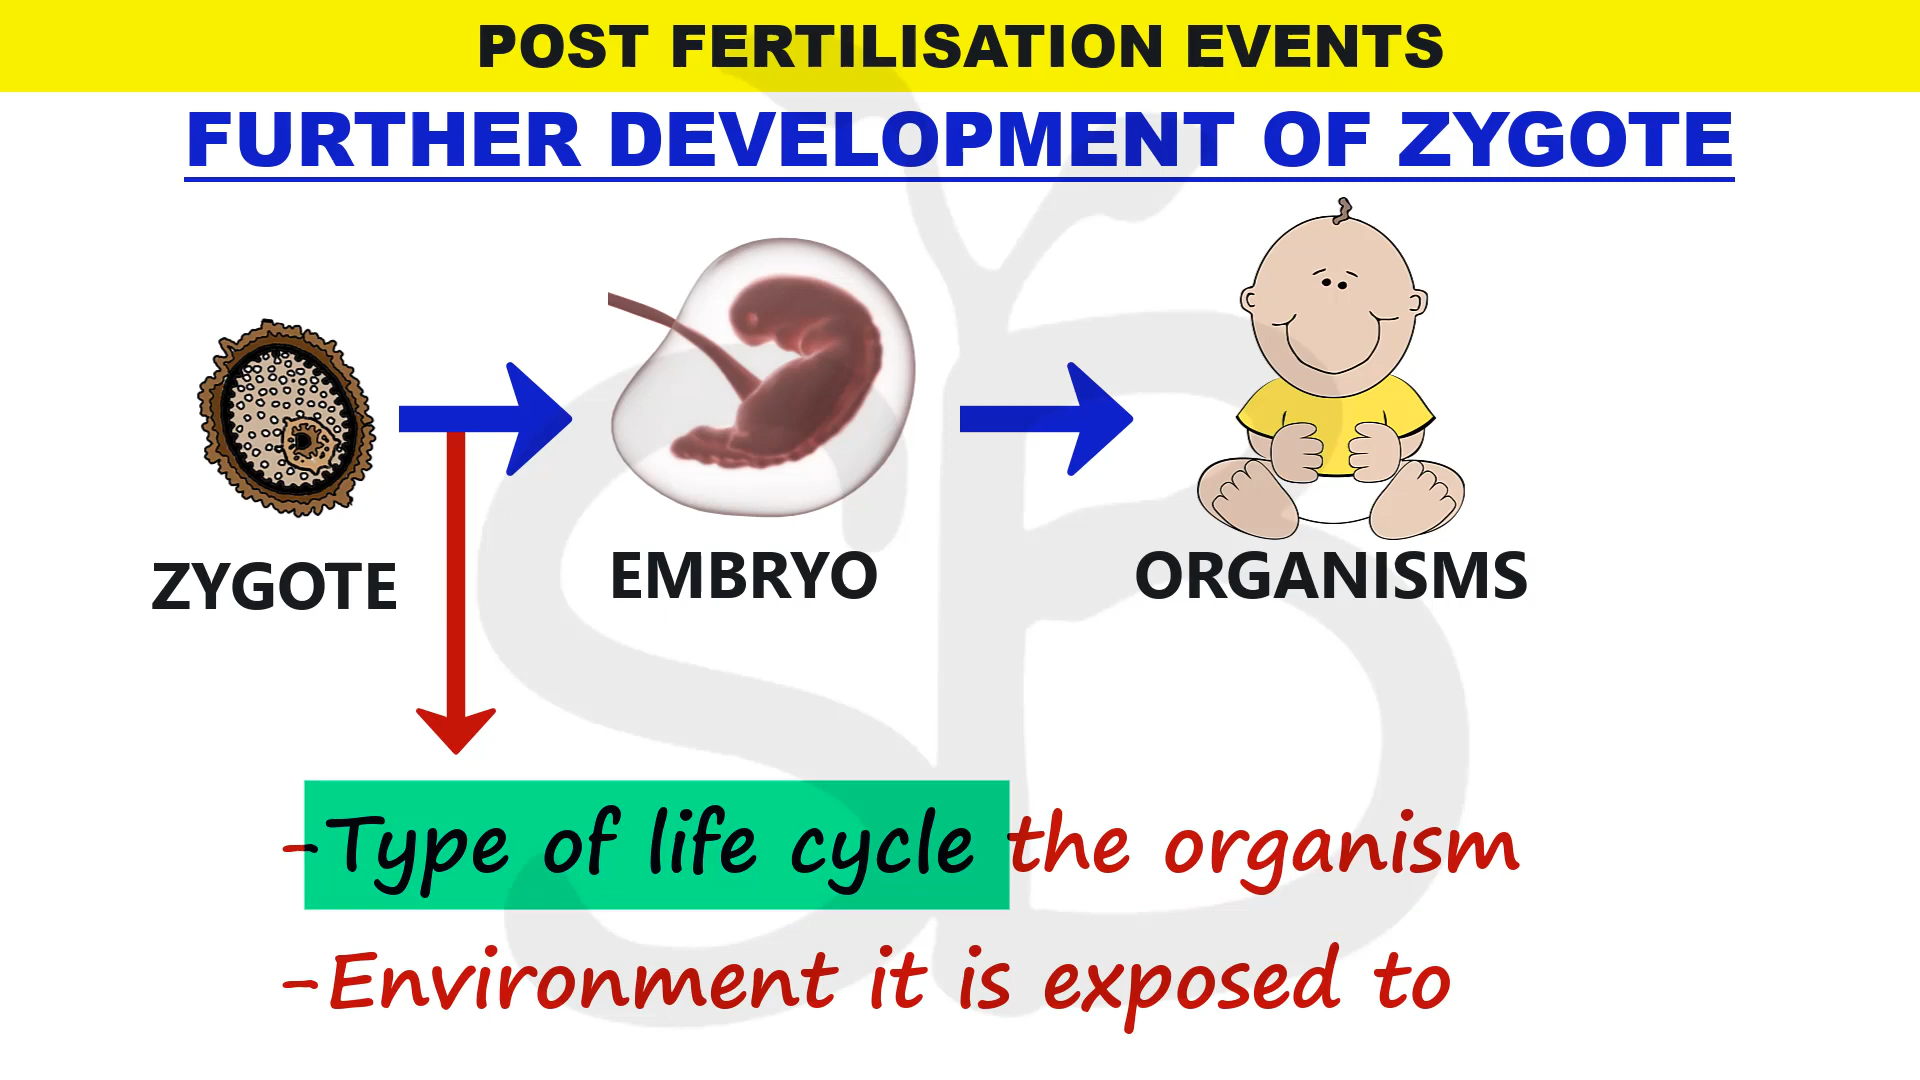 POST FERTILISATION EVENTS
FURTHER DEVELOPMENT OF ZYGOTE
ZYGOTE
EMBRYO
ORGANISMS
-Type of life cycle the organism
-Environment it is exposed to
SB